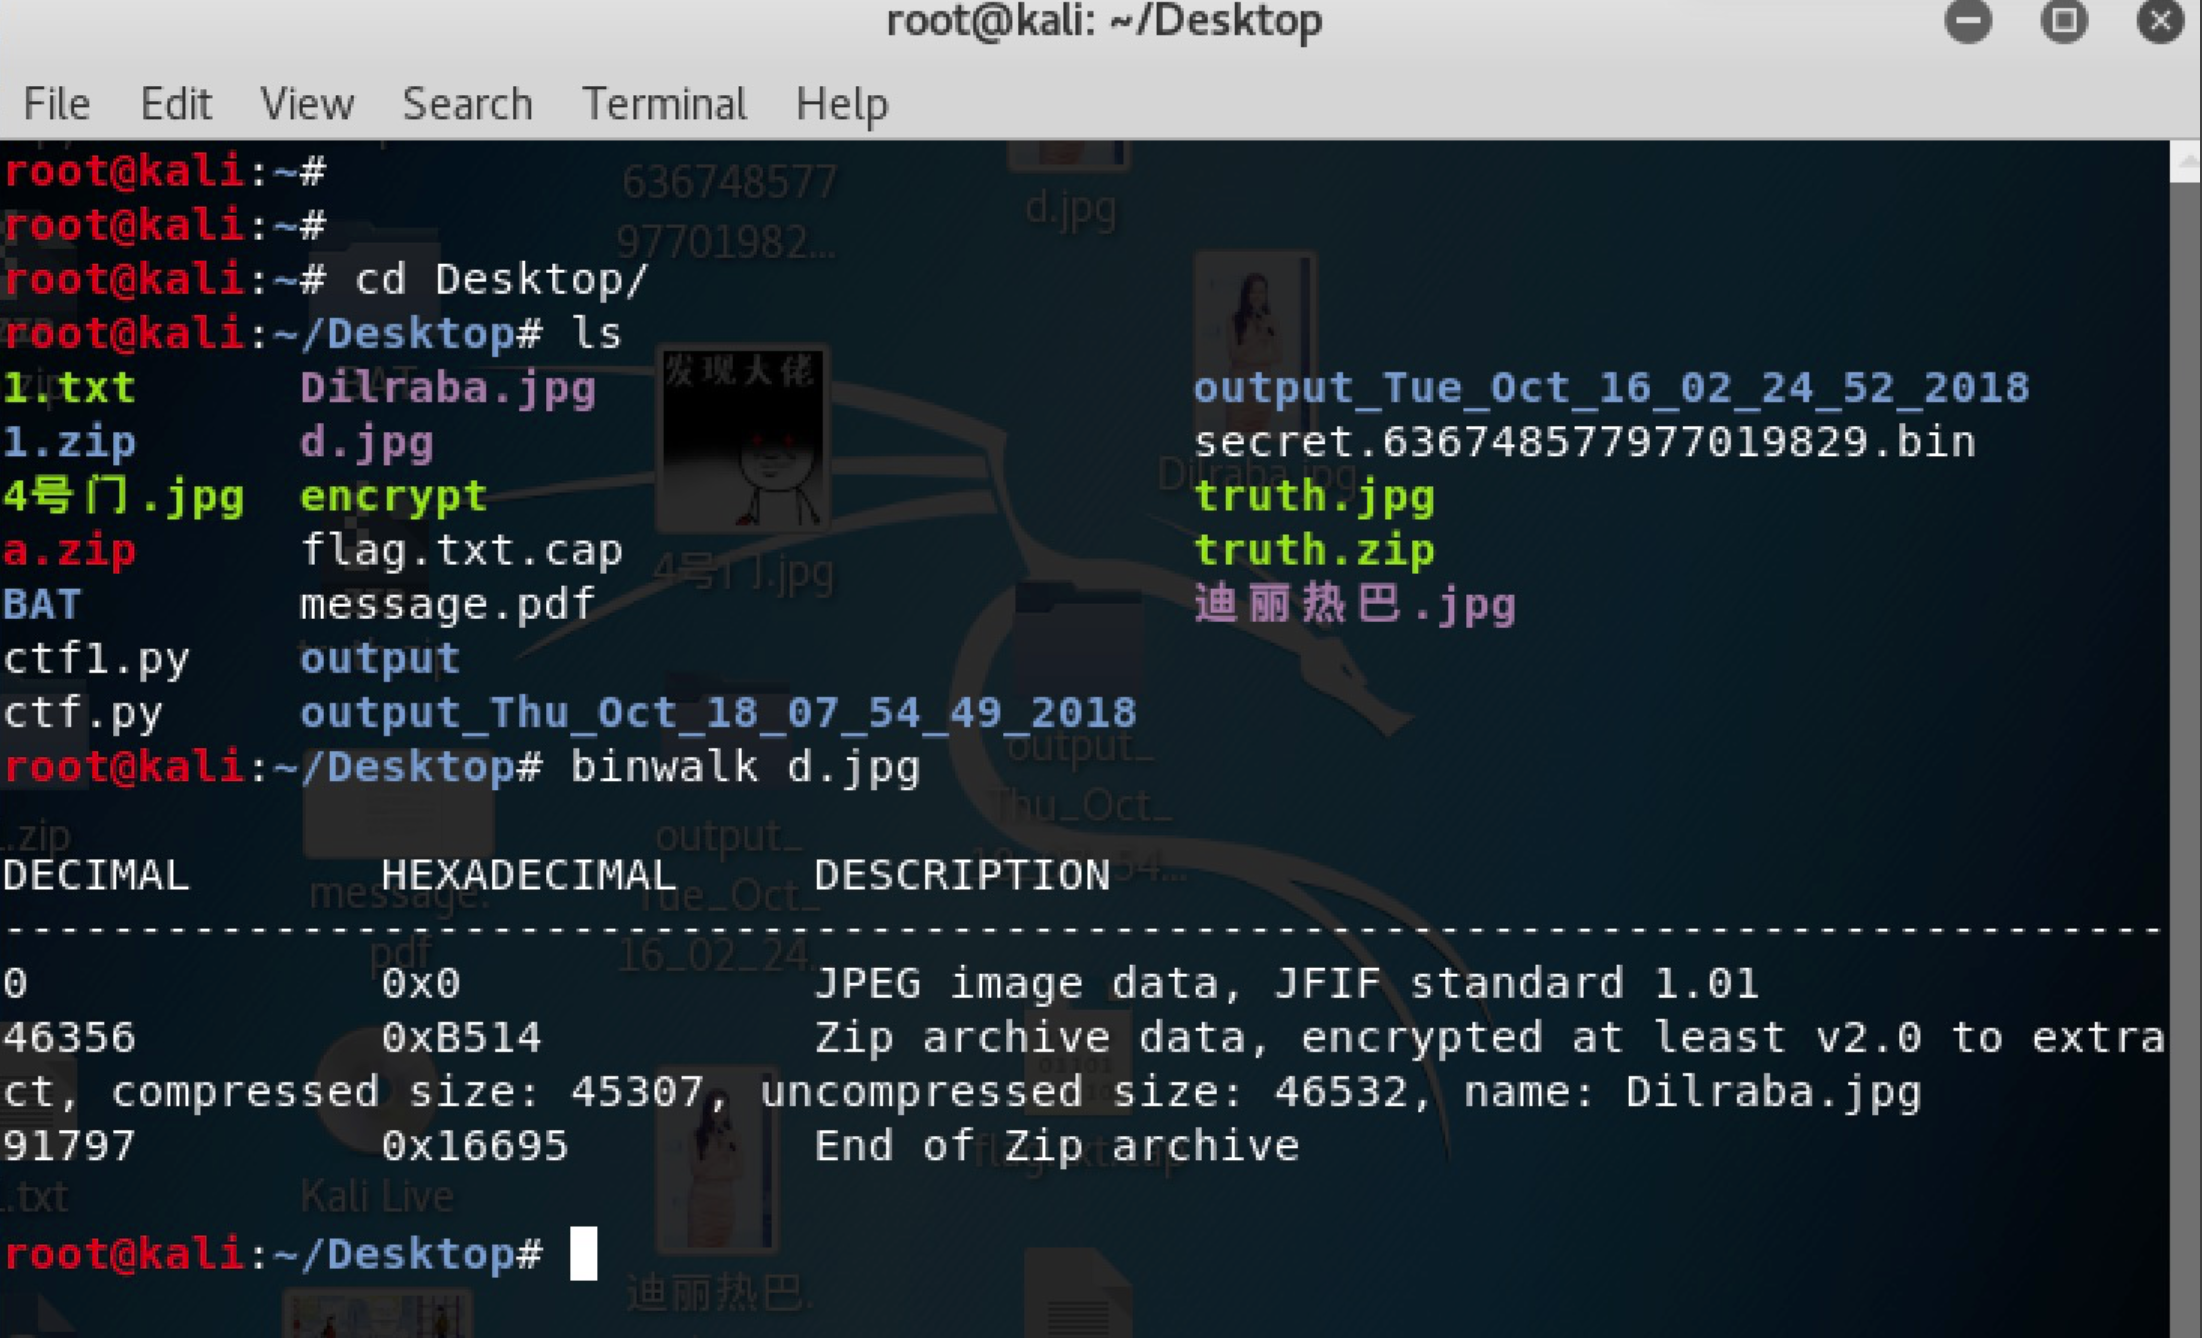 root@kali: ~/Desktop
File Edit View Search Terminal Help
root@kali:~#
root@kali:~#
root@kali:~# cd Desktop/
root@kali:~/Desktop# ls
1.txt Dilraba.jpg output_Tue_Oct_16_02_24_52_2018
1.zip d.jpg secret.636748577977019829.bin
4号门.jpg encrypt truth.jpg
a.zip flag.txt.cap truth.zip
BAT message.pdf 迪丽热巴.jpg
ctf1.py output
ctf.py output_Thu_Oct_18_07_54_49_2018
root@kali:~/Desktop# binwalk d.jpg
DECIMAL HEXADECIMAL DESCRIPTION
--------------------------------------------------------------------------------
0 0x0 JPEG image data, JFIF standard 1.01
46356 0xB514 Zip archive data, encrypted at least v2.0 to extra
ct, compressed size: 45307, uncompressed size: 46532, name: Dilraba.jpg
91797 0x16695 End of Zip archive
root@kali:~/Desktop#
636748577
97701982...
d.jpg
发现大佬
Dilraba.jpg
4号门.jpg
output_
Thu_Oct_
.zip
message.
pdf
output_
Tue_Oct_
16_02_24...
.txt
Kali Live
迪丽热巴.